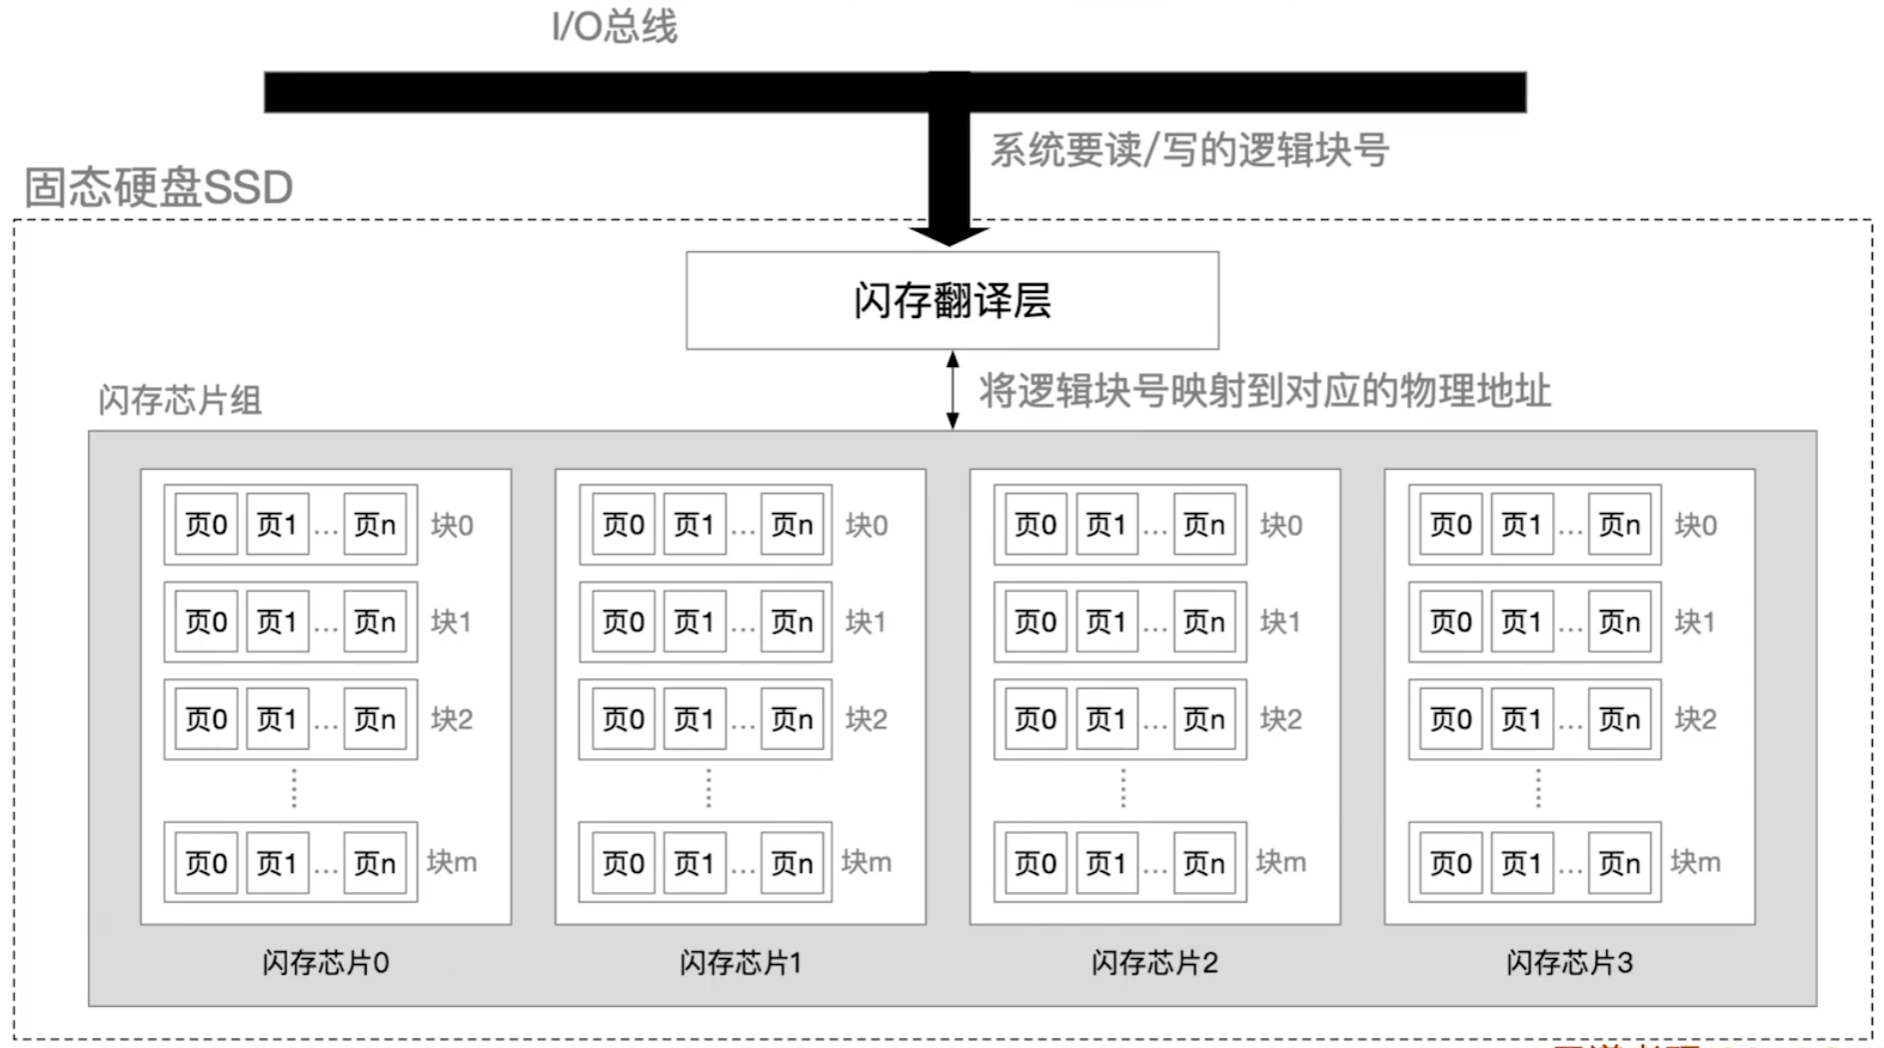 I/O总线
系统要读/写的逻辑块号
固态硬盘SSD
闪存翻译层
将逻辑块号映射到对应的物理地址
闪存芯片组
页0 页1 ... 页n 块0 页0 页1 ... 页n 块0 页0 页1 ... 页n 块0 页0 页1 ... 页n 块0
页0 页1 ... 页n 块1 页0 页1 ... 页n 块1 页0 页1 ... 页n 块1 页0 页1 ... 页n 块1
页0 页1 ... 页n 块2 页0 页1 ... 页n 块2 页0 页1 ... 页n 块2 页0 页1 ... 页n 块2
页0 页1 ... 页n 块m 页0 页1 ... 页n 块m 页0 页1 ... 页n 块m 页0 页1 ... 页n 块m
闪存芯片0 闪存芯片1 闪存芯片2 闪存芯片3